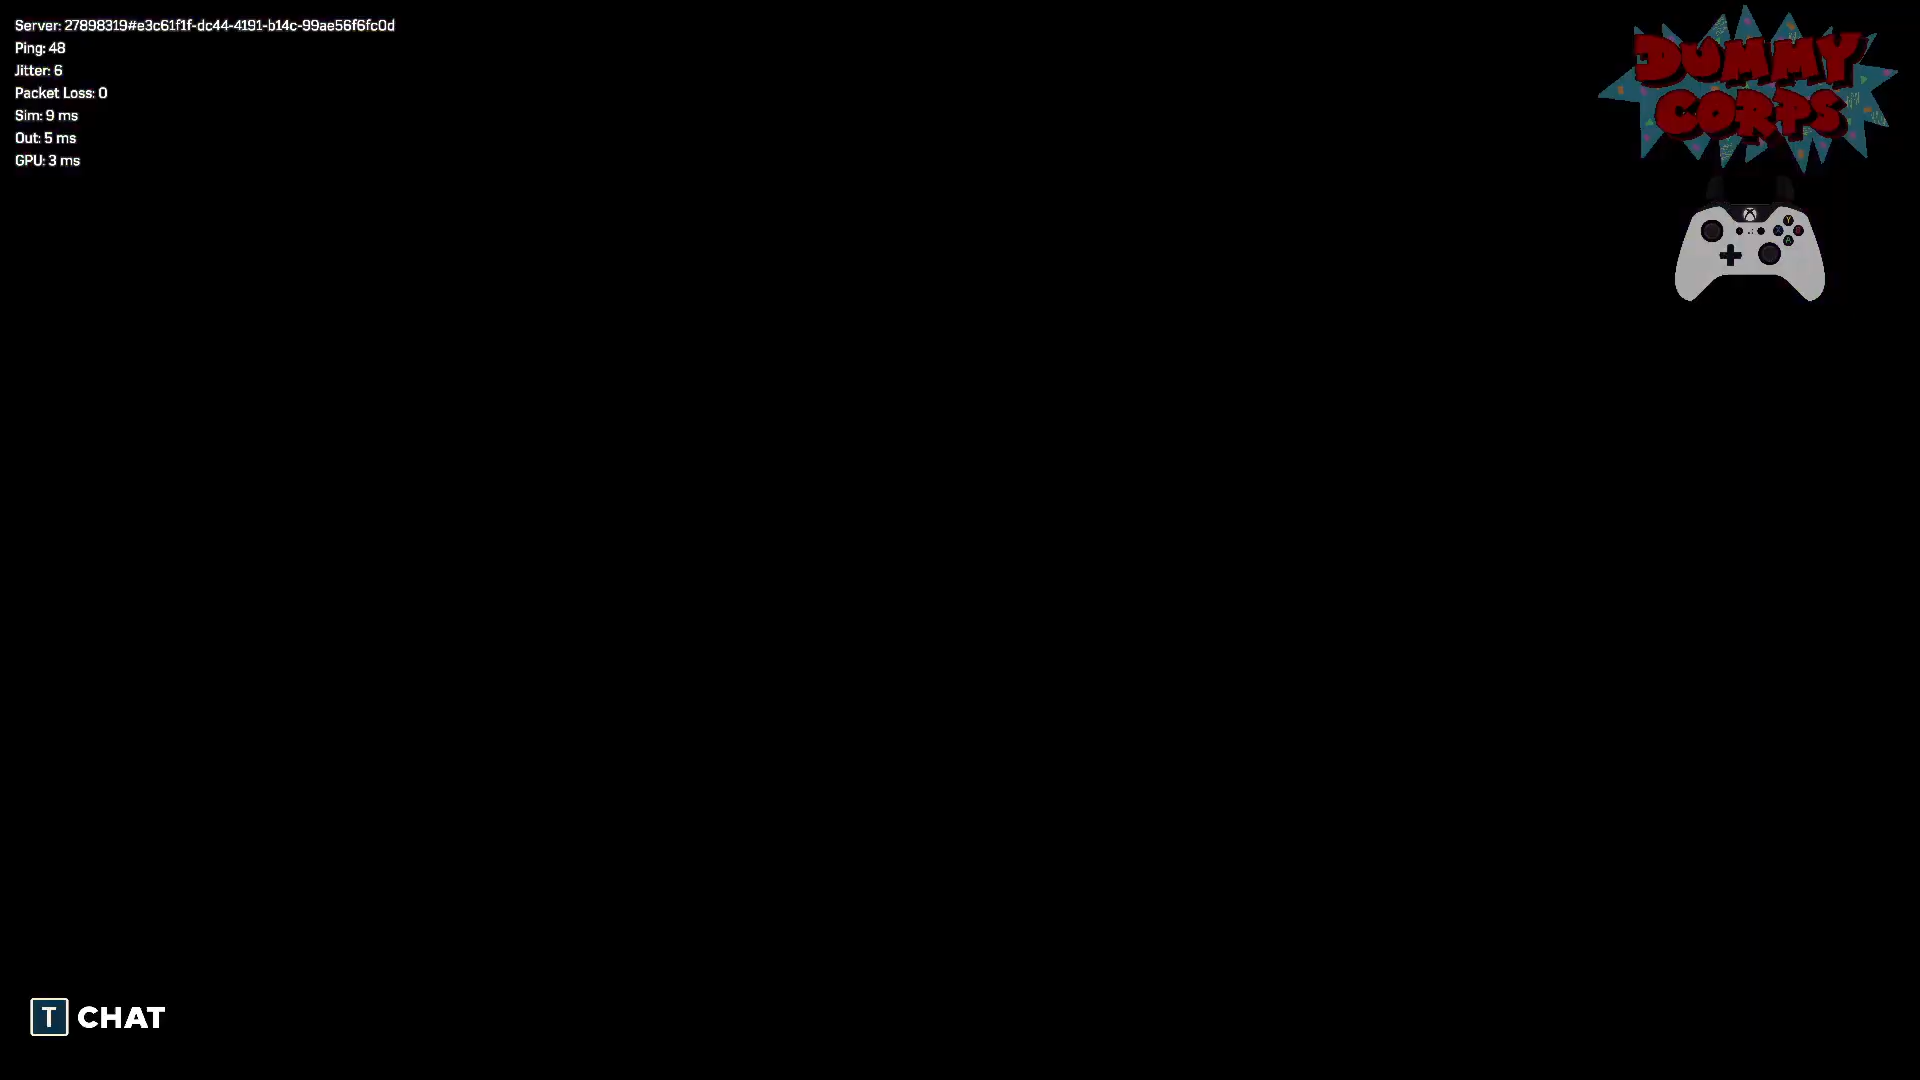 Server: 27898319#e3c61f1f-dc44-4191-b14c-99ae56f6fc0d
Ping: 48
Jitter: 6
Packet Loss: 0
Sim: 9 ms
Out: 5 ms
GPU: 3 ms
DUMMY
CORPS
Y
X B
A
T CHAT